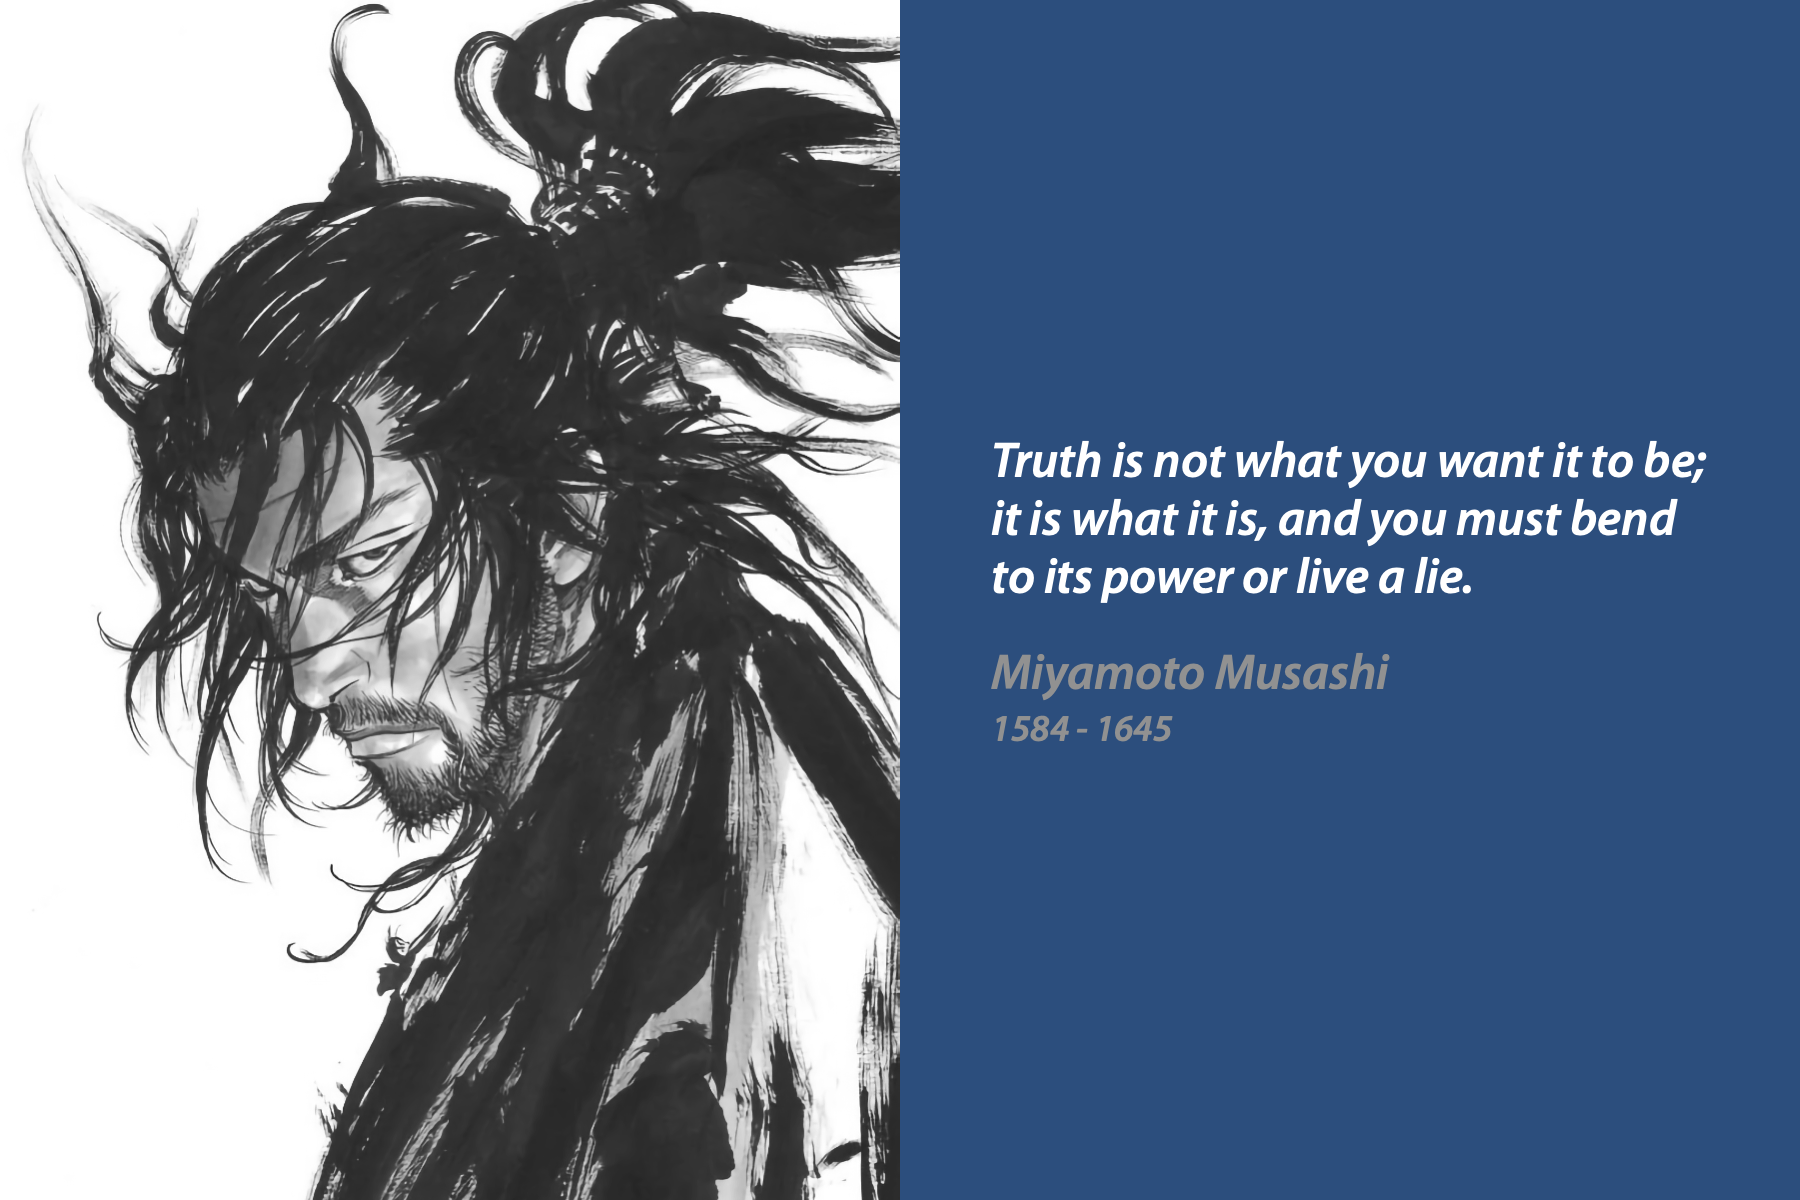 Truth is not what you want it to be;
it is what it is, and you must bend
to its power or live a lie.
Miyamoto Musashi
1584 - 1645